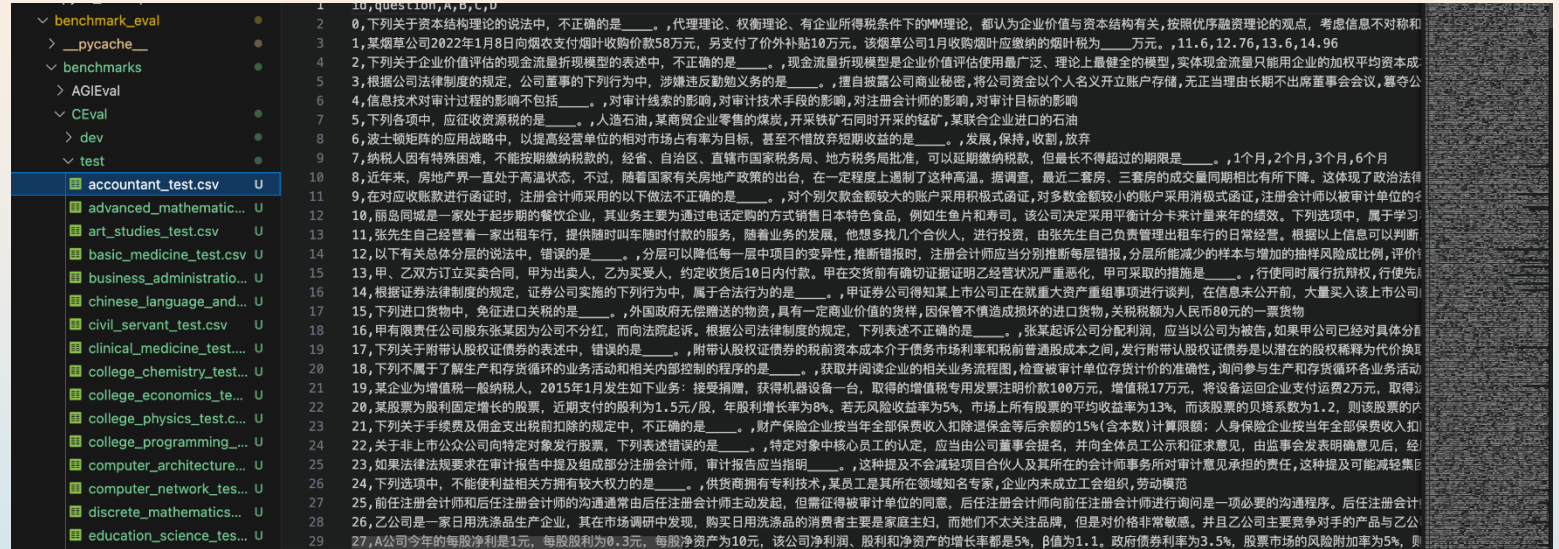 benchmark_eval
__pycache__
benchmarks
AGIEval
CEval
dev
test
accountant_test.csv U
advanced_mathematic... U
art_studies_test.csv U
basic_medicine_test.csv U
business_administratio... U
chinese_language_and... U
civil_servant_test.csv U
clinical_medicine_test.... U
college_chemistry_test... U
college_economics_te... U
college_physics_test.c... U
college_programming_... U
computer_architecture... U
computer_network_tes... U
discrete_mathematics... U
education_science_tes... U
1 id,question,A,B,C,D
2 0,下列关于资本结构理论的说法中，不正确的是____。,代理理论、权衡理论、有企业所得税条件下的MM理论，都认为企业价值与资本结构有关,按照优序融资理论的观点，考虑信息不对称和
3 1,某烟草公司2022年1月8日向烟农支付烟叶收购价款58万元，另支付了价外补贴10万元。该烟草公司1月收购烟叶应缴纳的烟叶税为____万元。,11.6,12.76,13.6,14.96
4 2,下列关于企业价值评估的现金流量折现模型的表述中，不正确的是____。,现金流量折现模型是企业价值评估使用最广泛、理论上最健全的模型,实体现金流量只能用企业的加权平均资本成
5 3,根据公司法律制度的规定，公司董事的下列行为中，涉嫌违反勤勉义务的是____。,擅自披露公司商业秘密,将公司资金以个人名义开立账户存储,无正当理由长期不出席董事会会议,篡夺公
6 4,信息技术对审计过程的影响不包括____。,对审计线索的影响,对审计技术手段的影响,对注册会计师的影响,对审计目标的影响
7 5,下列各项中，应征收资源税的是____。,人造石油,某商贸企业零售的煤炭,开采铁矿石同时开采的锰矿,某联合企业进口的石油
8 6,波士顿矩阵的应用战略中，以提高经营单位的相对市场占有率为目标，甚至不惜放弃短期收益的是____。,发展,保持,收割,放弃
9 7,纳税人因有特殊困难，不能按期缴纳税款的，经省、自治区、直辖市国家税务局、地方税务局批准，可以延期缴纳税款，但最长不得超过的期限是____。,1个月,2个月,3个月,6个月
10 8,近年来，房地产界一直处于高温状态，不过，随着国家有关房地产政策的出台，在一定程度上遏制了这种高温。据调查，最近二套房、三套房的成交量同期相比有所下降。这体现了政治法律
11 9,在对应收账款进行函证时，注册会计师采用的以下做法不正确的是____。,对个别欠款金额较大的账户采用积极式函证,对多数金额较小的账户采用消极式函证,注册会计师以被审计单位的名
12 10,丽岛同城是一家处于起步期的餐饮企业，其业务主要为通过电话定购的方式销售日本特色食品，例如生鱼片和寿司。该公司决定采用平衡计分卡来计量来年的绩效。下列选项中，属于学习
13 11,张先生自己经营着一家出租车行，提供随时叫车随时付款的服务，随着业务的发展，他想多找几个合伙人，进行投资，由张先生自己负责管理出租车行的日常经营。根据以上信息可以判断
14 12,以下有关总体分层的说法中，错误的是____。,分层可以降低每一层中项目的变异性,推断错报时，注册会计师应当分别推断每层错报,分层所能减少的样本与增加的抽样风险成比例,评价
15 13,甲、乙双方订立买卖合同，甲为出卖人，乙为买受人，约定收货后10日内付款。甲在交货前有确切证据证明乙经营状况严重恶化，甲可采取的措施是____。,行使同时履行抗辩权,行使先
16 14,根据证券法律制度的规定，证券公司实施的下列行为中，属于合法行为的是____。,甲证券公司得知某上市公司正在就重大资产重组事项进行谈判，在信息未公开前，大量买入该上市公司
17 15,下列进口货物中，免征进口关税的是____。,外国政府无偿赠送的物资,具有一定商业价值的货样,因保管不慎造成损坏的进口货物,关税税额为人民币80元的一票货物
18 16,甲有限责任公司股东张某因为公司不分红，而向法院起诉。根据公司法律制度的规定，下列表述不正确的是____。,张某起诉公司分配利润，应当以公司为被告,如果甲公司已经对具体分
19 17,下列关于附带认股权证债券的表述中，错误的是____。,附带认股权证债券的税前资本成本介于债务市场利率和税前普通股成本之间,发行附带认股权证债券是以潜在的股权稀释为代价换取
20 18,下列不属于了解生产和存货循环的业务活动和相关内部控制的程序的是____。,获取并阅读企业的相关业务流程图,检查被审计单位存货计价的准确性,询问参与生产和存货循环各业务活动
21 19,某企业为增值税一般纳税人，2015年1月发生如下业务：接受捐赠，获得机器设备一台，取得的增值税专用发票注明价款100万元，增值税17万元，将设备运回企业支付运费2万元，取得
22 20,某股票为股利固定增长的股票，近期支付的股利为1.5元/股，年股利增长率为8%。若无风险收益率为5%，市场上所有股票的平均收益率为13%，而该股票的贝塔系数为1.2，则该股票的
23 21,下列关于手续费及佣金支出税前扣除的规定中，不正确的是____。,财产保险企业按当年全部保费收入扣除退保金等后余额的15%(含本数)计算限额；人身保险企业按当年全部保费收入扣
24 22,关于非上市公众公司向特定对象发行股票，下列表述错误的是____。,特定对象中核心员工的认定，应当由公司董事会提名，并向全体员工公示和征求意见，由监事会发表明确意见后，经
25 23,如果法律法规要求在审计报告中提及组成部分注册会计师，审计报告应当指明____。,这种提及不会减轻项目合伙人及其所在的会计师事务所对审计意见承担的责任,这种提及可能减轻集团
26 24,下列选项中，不能使利益相关方拥有较大权力的是____。,供货商拥有专利技术,某员工是其所在领域知名专家,企业内未成立工会组织,劳动模范
27 25,前任注册会计师和后任注册会计师的沟通通常由后任注册会计师主动发起，但需征得被审计单位的同意，后任注册会计师向前任注册会计师进行询问是一项必要的沟通程序。后任注册会计
28 26,乙公司是一家日用洗涤品生产企业，其在市场调研中发现，购买日用洗涤品的消费者主要是家庭主妇，而她们不太关注品牌，但是对价格非常敏感。并且乙公司主要竞争对手的产品与乙公
29 27,A公司今年的每股净利是1元，每股股利为0.3元，每股净资产为10元，该公司净利润、股利和净资产的增长率都是5%，β值为1.1。政府债券利率为3.5%，股票市场的风险附加率为5%，